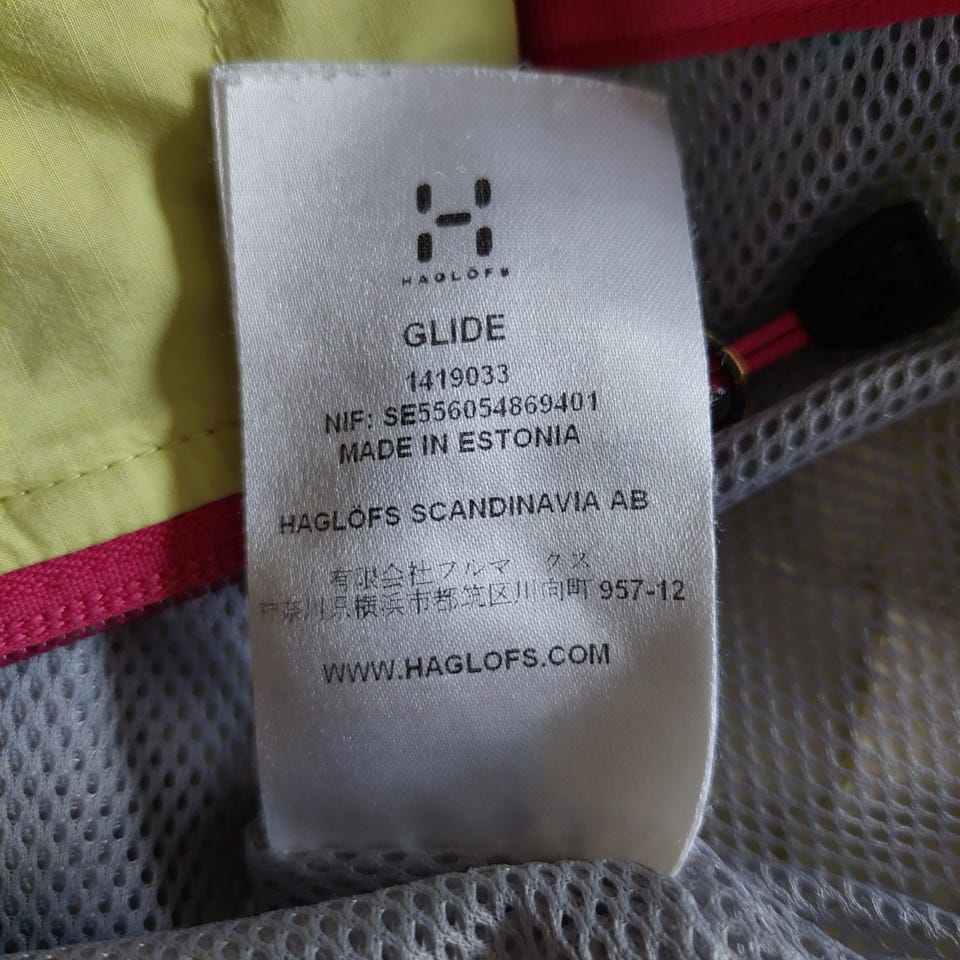 HAGLÖFS
GLIDE
1419033
NIF: SE556054869401
MADE IN ESTONIA
HAGLÖFS SCANDINAVIA AB
有限会社フルマークス
神奈川県横浜市都筑区川向町 957-12
WWW.HAGLOFS.COM